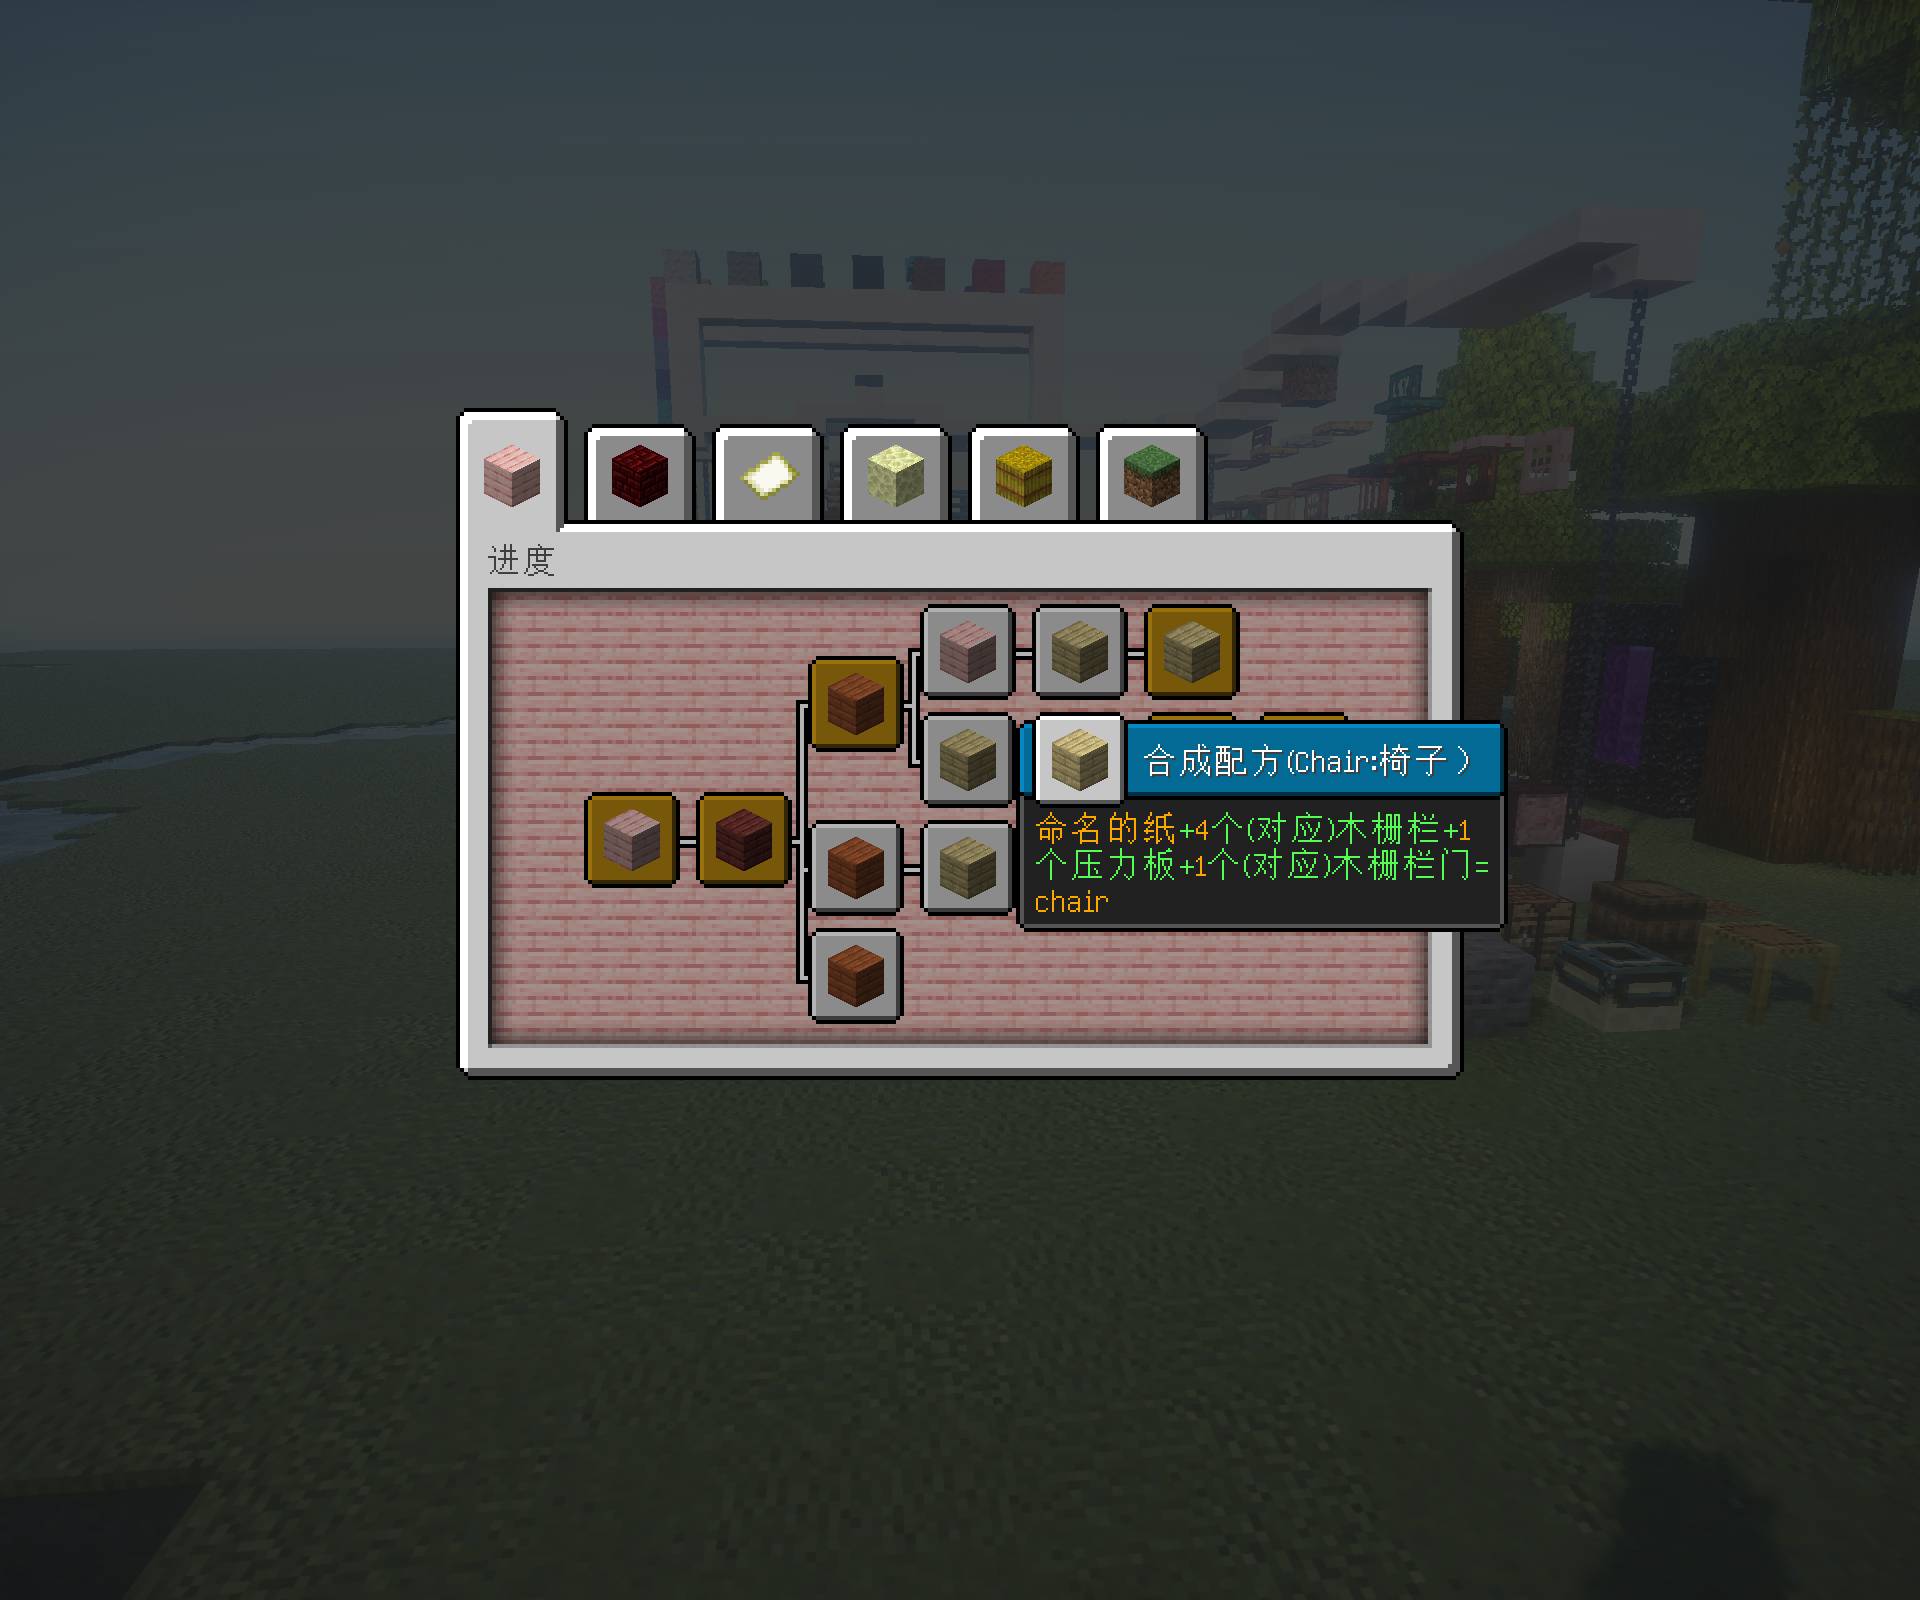 进度
合成配方(Chair:椅子）
命名的纸+4个(对应)木栅栏+1
个压力板+1个(对应)木栅栏门=
chair